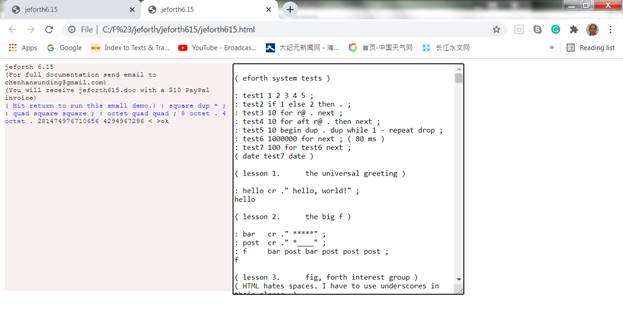 jeforth6.15
jeforth6.15
C:/F%23/jeforth/jeforth615/jeforth615.html
Apps
Gmail
Google
Index to Texts & Tra...
YouTube - Broadcas...
大纪元新闻网 - 海...
首页-中国天气网
长江水文网
»
Reading list
jeforth 6.15
(For full documentation send email to
chenhansunding@gmail.com)
(You will receive jeforth615.doc with a $10 PayPal
invoice)
( Hit return to run this small demo.) : square dup * ;
: quad square square ; : octet quad quad ; 8 octet . 4
octet . 281474976710656 4294967296 < >ok
( eforth system tests )
: test1 1 2 3 4 5 ;
: test2 if 1 else 2 then . ;
: test3 10 for r@ . next ;
: test4 10 for aft r@ . then next ;
: test5 10 begin dup . dup while 1 - repeat drop ;
: test6 1000000 for next ; ( 80 ms )
: test7 100 for test6 next ;
( date test7 date )
( lesson 1. the universal greeting )
: hello cr ." hello, world!" ;
hello
( lesson 2. the big f )
: bar cr ." *****" ;
: post cr ." *____" ;
: f bar post bar post post post ;
f
( lesson 3. fig, forth interest group )
( HTML hates spaces. I have to use underscores in
their places. )